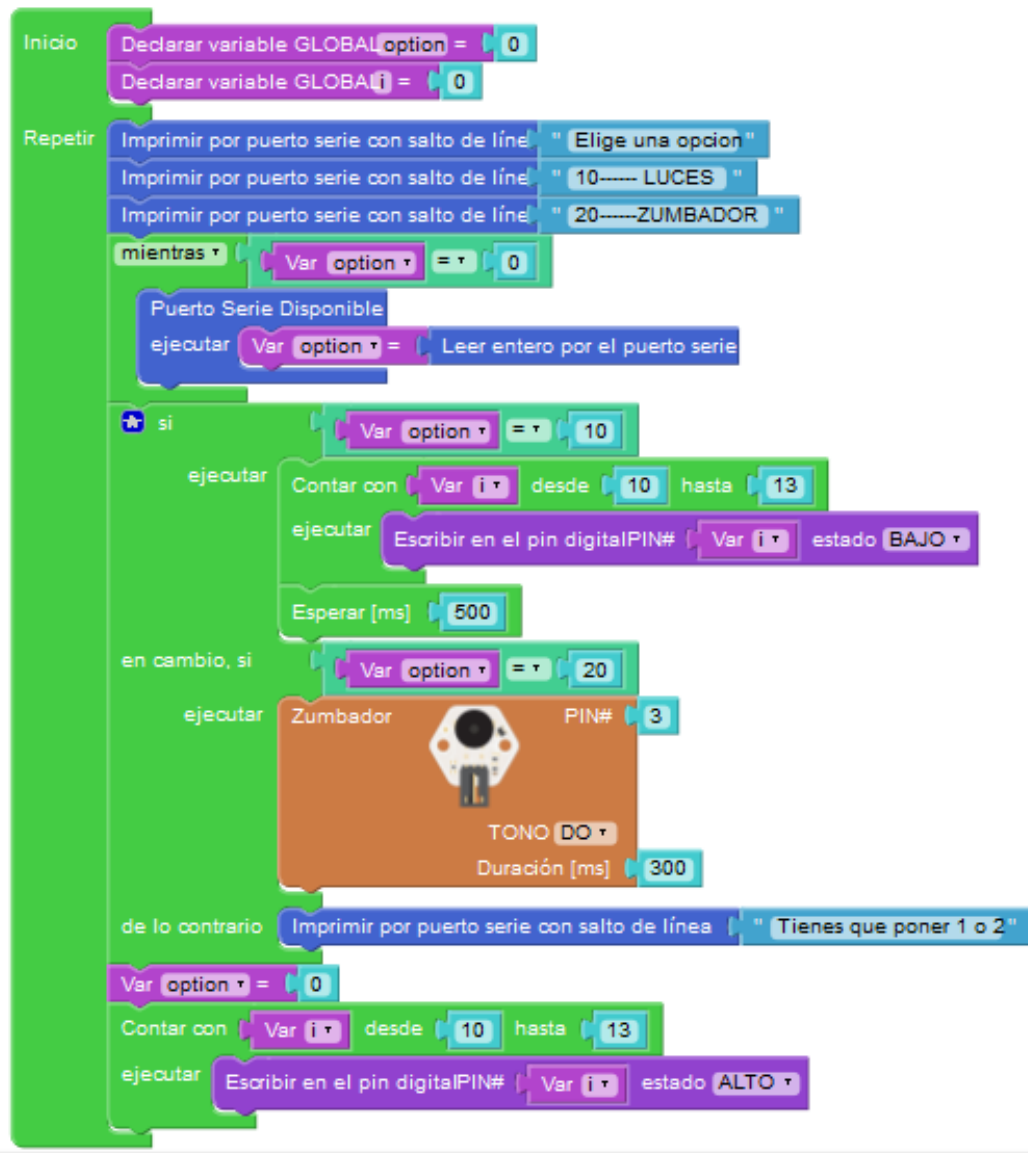 Inicio Declarar variable GLOBAL option = 0
Declarar variable GLOBAL i = 0
Repetir Imprimir por puerto serie con salto de líne " Elige una opcion "
Imprimir por puerto serie con salto de líne " 10------ LUCES "
Imprimir por puerto serie con salto de líne " 20------ZUMBADOR "
mientras Var option = 0
Puerto Serie Disponible
ejecutar Var option = Leer entero por el puerto serie
si Var option = 10
ejecutar Contar con Var i desde 10 hasta 13
ejecutar Escribir en el pin digitalPIN# Var i estado BAJO
Esperar [ms] 500
en cambio, si Var option = 20
ejecutar Zumbador PIN# 3
TONO DO
Duración [ms] 300
de lo contrario Imprimir por puerto serie con salto de línea " Tienes que poner 1 o 2 "
Var option = 0
Contar con Var i desde 10 hasta 13
ejecutar Escribir en el pin digitalPIN# Var i estado ALTO